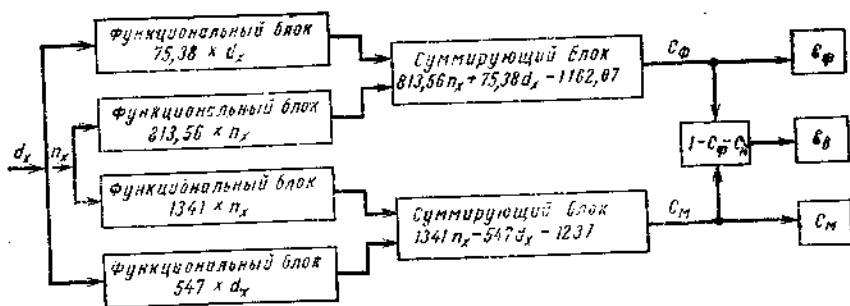 Функциональный блок
75,38 × dₓ
Функциональный блок
813,56 × nₓ
Функциональный блок
1341 × nₓ
Функциональный блок
547 × dₓ
dₓ
nₓ
Суммирующий блок
813,56nₓ + 75,38dₓ − 1162,07
Суммирующий блок
1341nₓ − 547dₓ − 1237
Cф
Cм
1−Cф−Cм
Cф
Cв
Cм